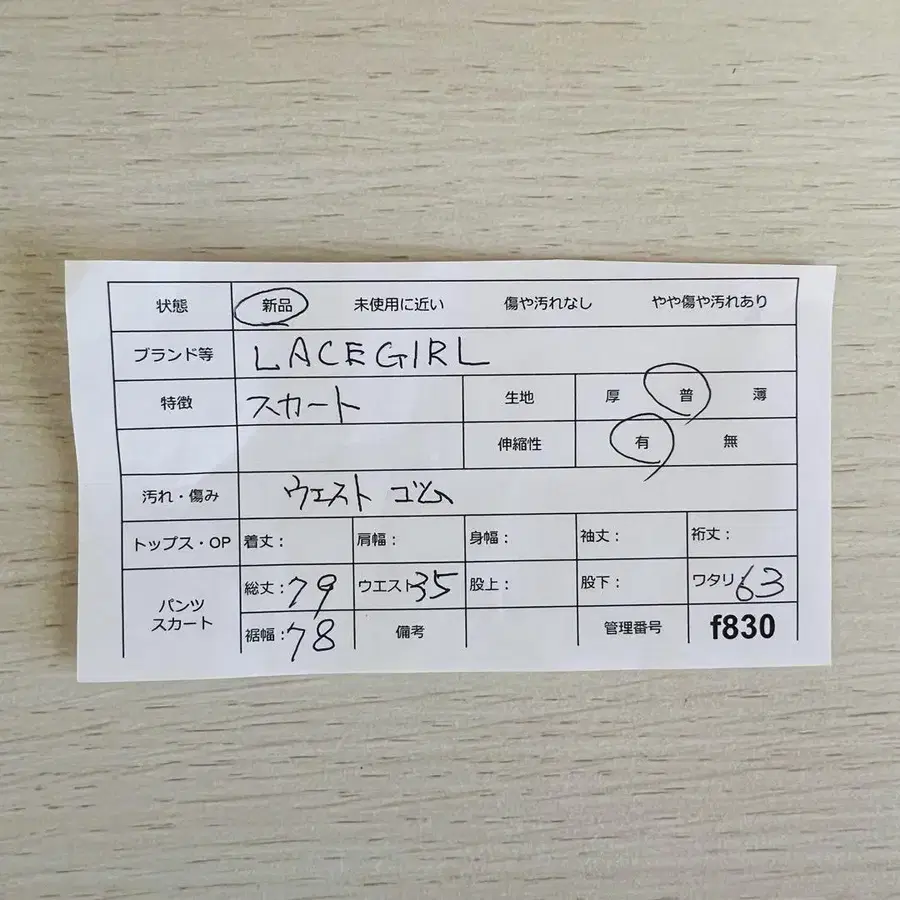 状態 新品 未使用に近い 傷や汚れなし やや傷や汚れあり
ブランド等 LACEGIRL
特徴 スカート 生地 厚 普 薄
伸縮性 有 無
汚れ・傷み ウエスト ゴム
トップス・OP 着丈: 肩幅: 身幅: 袖丈: 裄丈:
パンツ スカート 総丈:79 ウエスト35 股上: 股下: ワタリ63
裾幅:78 備考 管理番号 f830